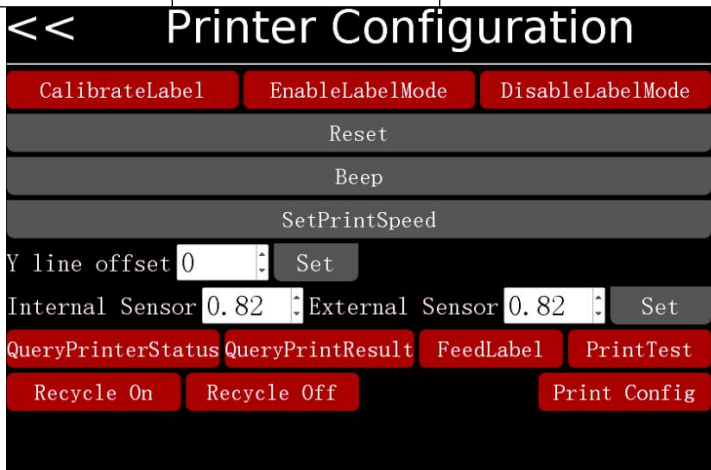 << Printer Configuration
CalibrateLabel EnableLabelMode DisableLabelMode
Reset
Beep
SetPrintSpeed
Y line offset 0 Set
Internal Sensor 0.82 External Sensor 0.82 Set
QueryPrinterStatus QueryPrintResult FeedLabel PrintTest
Recycle On Recycle Off Print Config